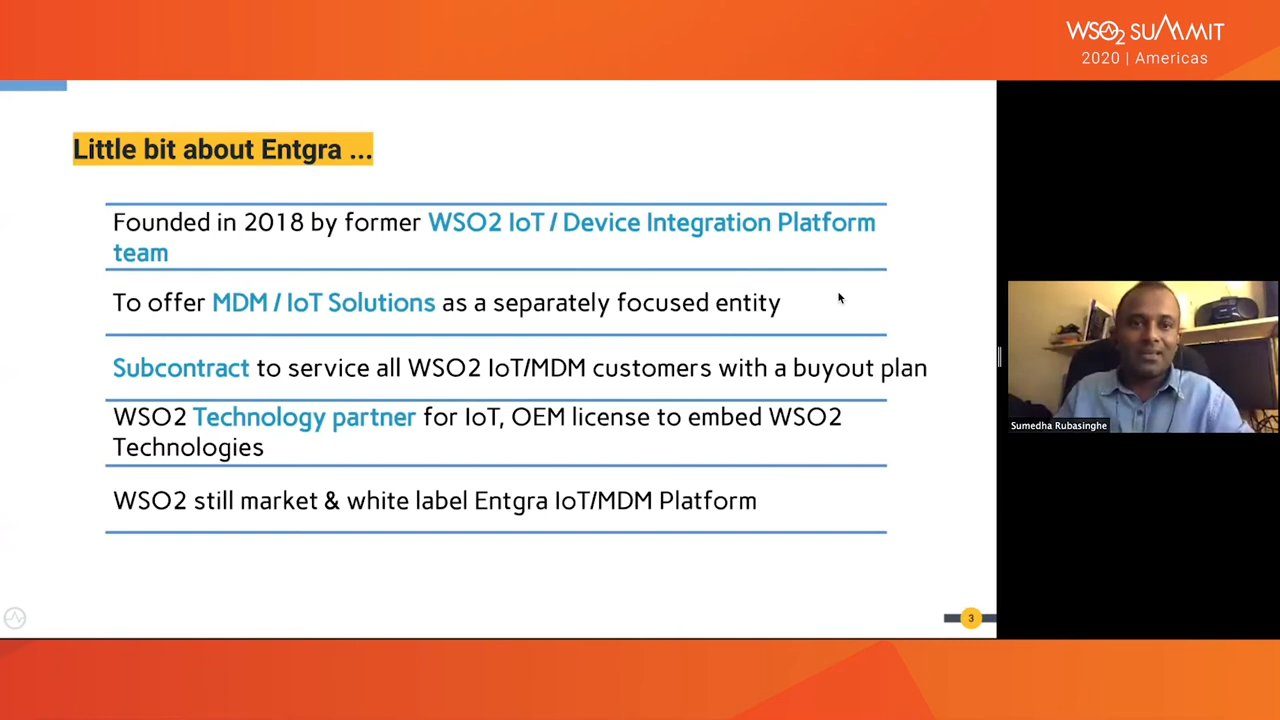 WSO2 SUMMIT
2020 | Americas
Little bit about Entgra ...
Founded in 2018 by former WSO2 IoT / Device Integration Platform
team
To offer MDM / IoT Solutions as a separately focused entity
Subcontract to service all WSO2 IoT/MDM customers with a buyout plan
WSO2 Technology partner for IoT, OEM license to embed WSO2
Technologies
WSO2 still market & white label Entgra IoT/MDM Platform
Sumedha Rubasinghe
3